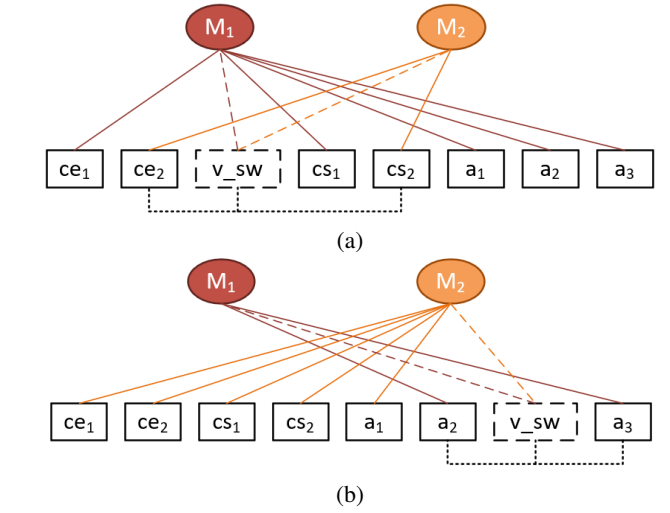 M₁ M₂
ce₁ ce₂ v_sw cs₁ cs₂ a₁ a₂ a₃
(a)
M₁ M₂
ce₁ ce₂ cs₁ cs₂ a₁ a₂ v_sw a₃
(b)